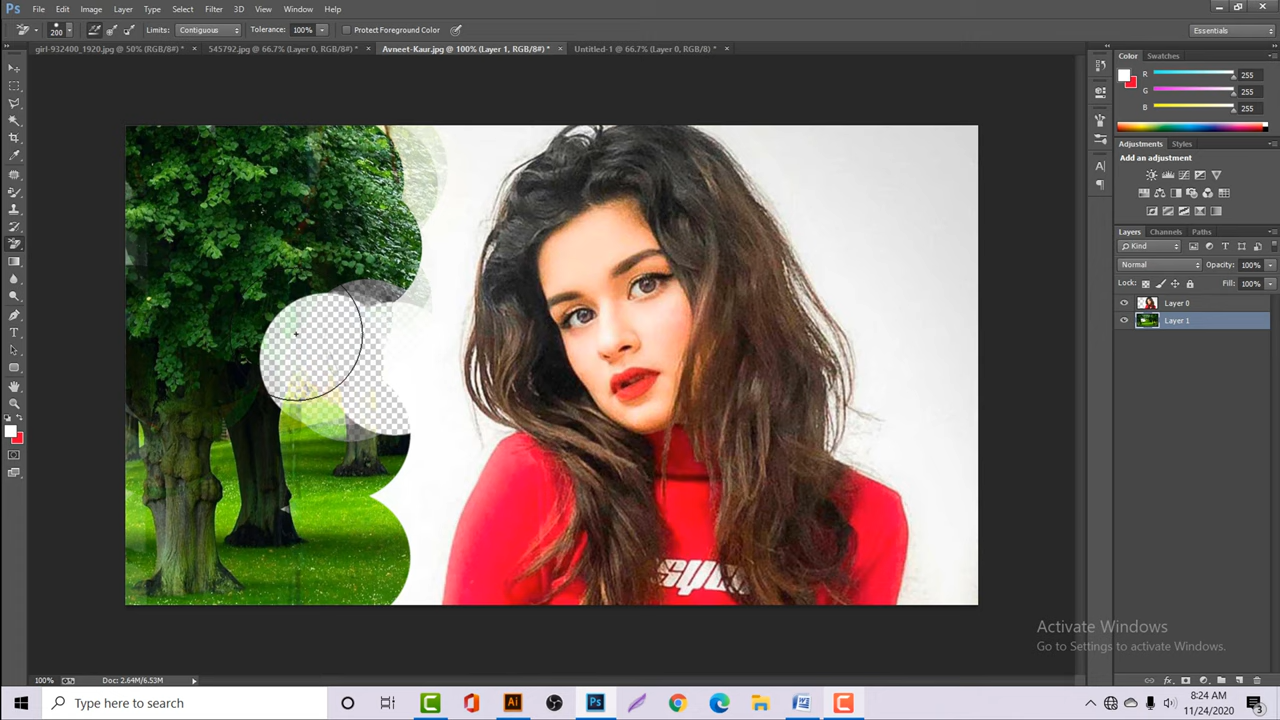 Ps File Edit Image Layer Type Select Filter 3D View Window Help
200 Limits: Contiguous Tolerance: 100% Protect Foreground Color Essentials
girl-932400_1920.jpg @ 50% (RGB/8#) * × 545792.jpg @ 66.7% (Layer 0, RGB/8#) * × Avneet-Kaur.jpg @ 100% (Layer 1, RGB/8#) * × Untitled-1 @ 66.7% (Layer 0, RGB/8) * ×
Color Swatches
R 255
G 255
B 255
Adjustments Styles
Add an adjustment
Layers Channels Paths
Kind
Normal Opacity: 100%
Lock: Fill: 100%
Layer 0
Layer 1
Activate Windows
Go to Settings to activate Windows.
100% Doc: 2.64M/6.53M
Type here to search
8:24 AM
11/24/2020
3